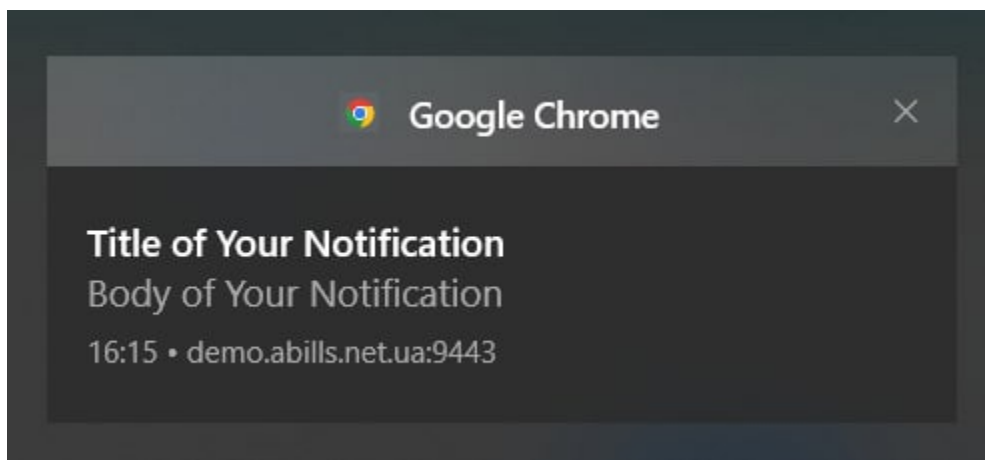 Google Chrome
Title of Your Notification
Body of Your Notification
16:15 • demo.abills.net.ua:9443